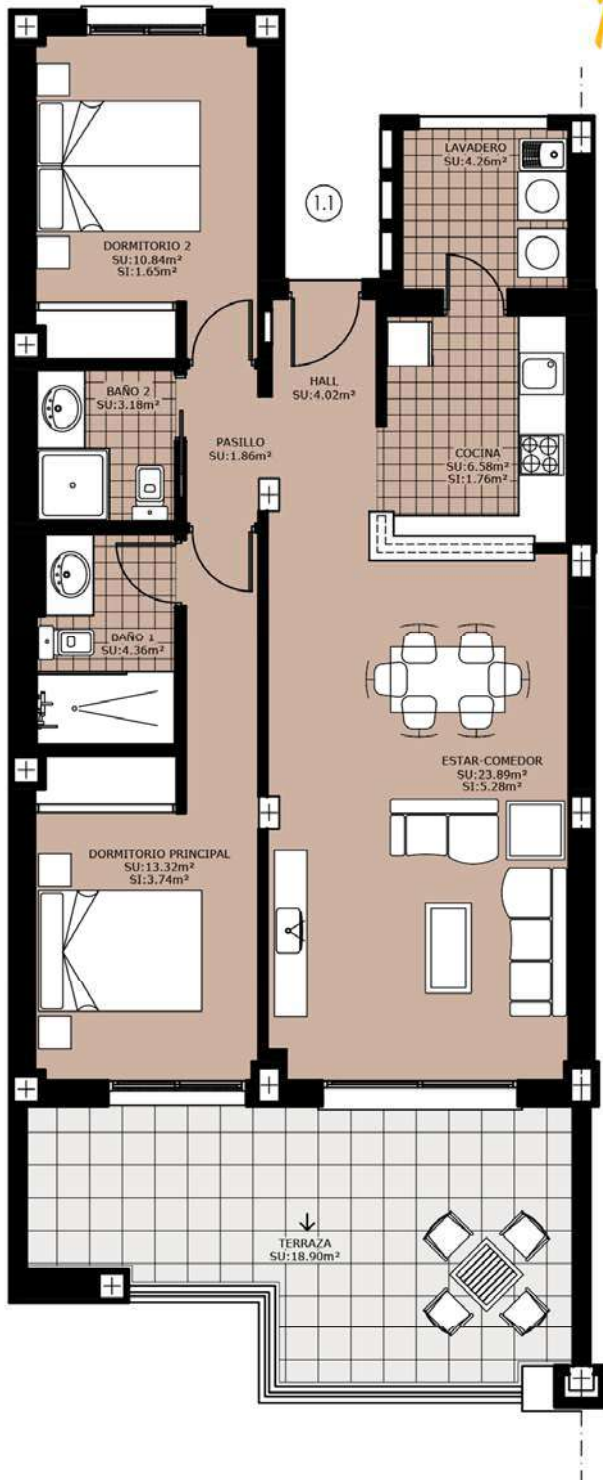 LAVADERO
SU:4.26m²
1.1
DORMITORIO 2
SU:10.84m²
SI:1.65m²
HALL
SU:4.02m²
BAÑO 2
SU:3.18m²
PASILLO
SU:1.86m²
COCINA
SU:6.58m²
SI:1.76m²
BAÑO 1
SU:4.36m²
ESTAR-COMEDOR
SU:23.89m²
SI:5.28m²
DORMITORIO PRINCIPAL
SU:13.32m²
SI:3.74m²
TERRAZA
SU:18.90m²